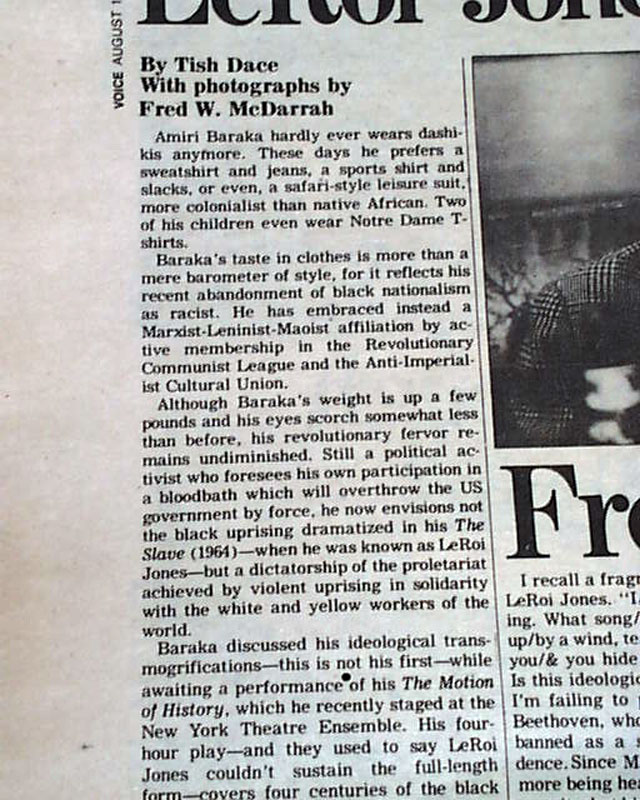 LeRoi Jone
VOICE AUGUST 1
By Tish Dace
With photographs by
Fred W. McDarrah
Amiri Baraka hardly ever wears dashi-
kis anymore. These days he prefers a
sweatshirt and jeans, a sports shirt and
slacks, or even, a safari-style leisure suit,
more colonialist than native African. Two
of his children even wear Notre Dame T-
shirts.
Baraka's taste in clothes is more than a
mere barometer of style, for it reflects his
recent abandonment of black nationalism
as racist. He has embraced instead a
Marxist-Leninist-Maoist affiliation by ac-
tive membership in the Revolutionary
Communist League and the Anti-Imperial-
ist Cultural Union.
Although Baraka's weight is up a few
pounds and his eyes scorch somewhat less
than before, his revolutionary fervor re-
mains undiminished. Still a political ac-
tivist who foresees his own participation in
a bloodbath which will overthrow the US
government by force, he now envisions not
the black uprising dramatized in his The
Slave (1964)—when he was known as LeRoi
Jones—but a dictatorship of the proletariat
achieved by violent uprising in solidarity
with the white and yellow workers of the
world.
Baraka discussed his ideological trans-
mogrifications—this is not his first—while
awaiting a performance of his The Motion
of History, which he recently staged at the
New York Theatre Ensemble. His four-
hour play—and they used to say LeRoi
Jones couldn't sustain the full-length
form—covers four centuries of the black
Fr
I recall a frag
LeRoi Jones. "I
ing. What song/
up/by a wind, te
you/& you hide
Is this ideologi
I'm failing to
Beethoven, who
banned as a s
dence. Since M
more being he